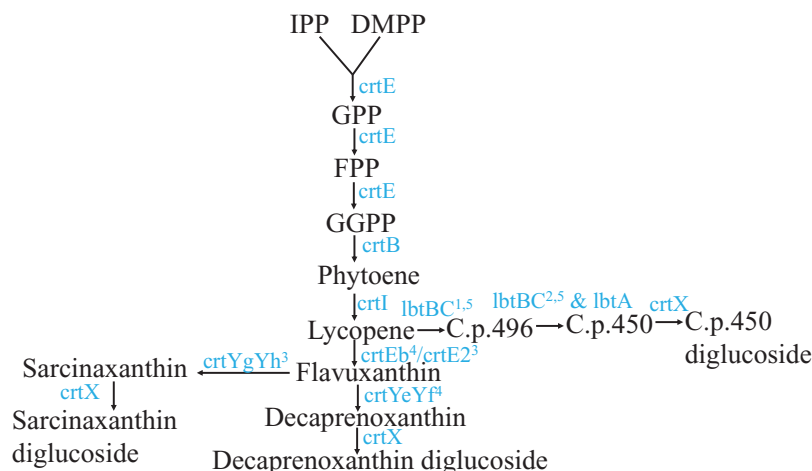 IPP DMPP
crtE
GPP
crtE
FPP
crtE
GGPP
crtB
Phytoene
crtI
lbtBC1,5
lbtBC2,5 & lbtA
crtX
Lycopene
C.p.496
C.p.450
C.p.450
diglucoside
crtEb4/crtE23
Sarcinaxanthin
crtYgYh3
Flavuxanthin
crtX
crtYeYf4
Sarcinaxanthin
diglucoside
Decaprenoxanthin
crtX
Decaprenoxanthin diglucoside